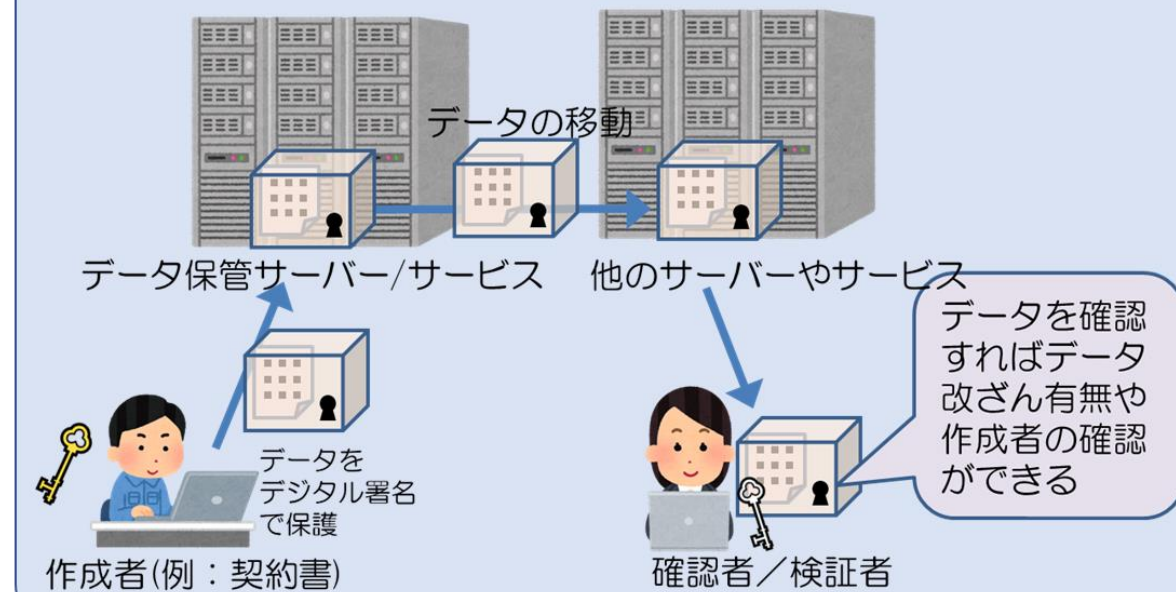 データの移動
データ保管サーバー/サービス
他のサーバーやサービス
データを確認
すればデータ
改ざん有無や
作成者の確認
ができる
データを
デジタル署名
で保護
作成者(例：契約書)
確認者／検証者